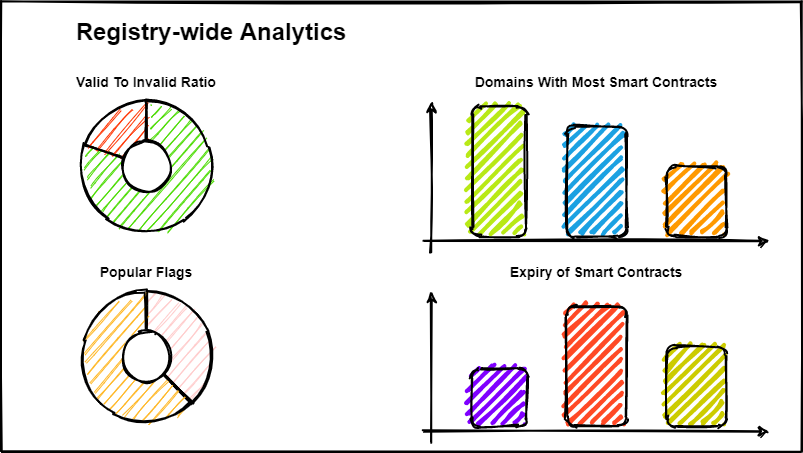 Registry-wide Analytics
Valid To Invalid Ratio
Domains With Most Smart Contracts
Popular Flags
Expiry of Smart Contracts